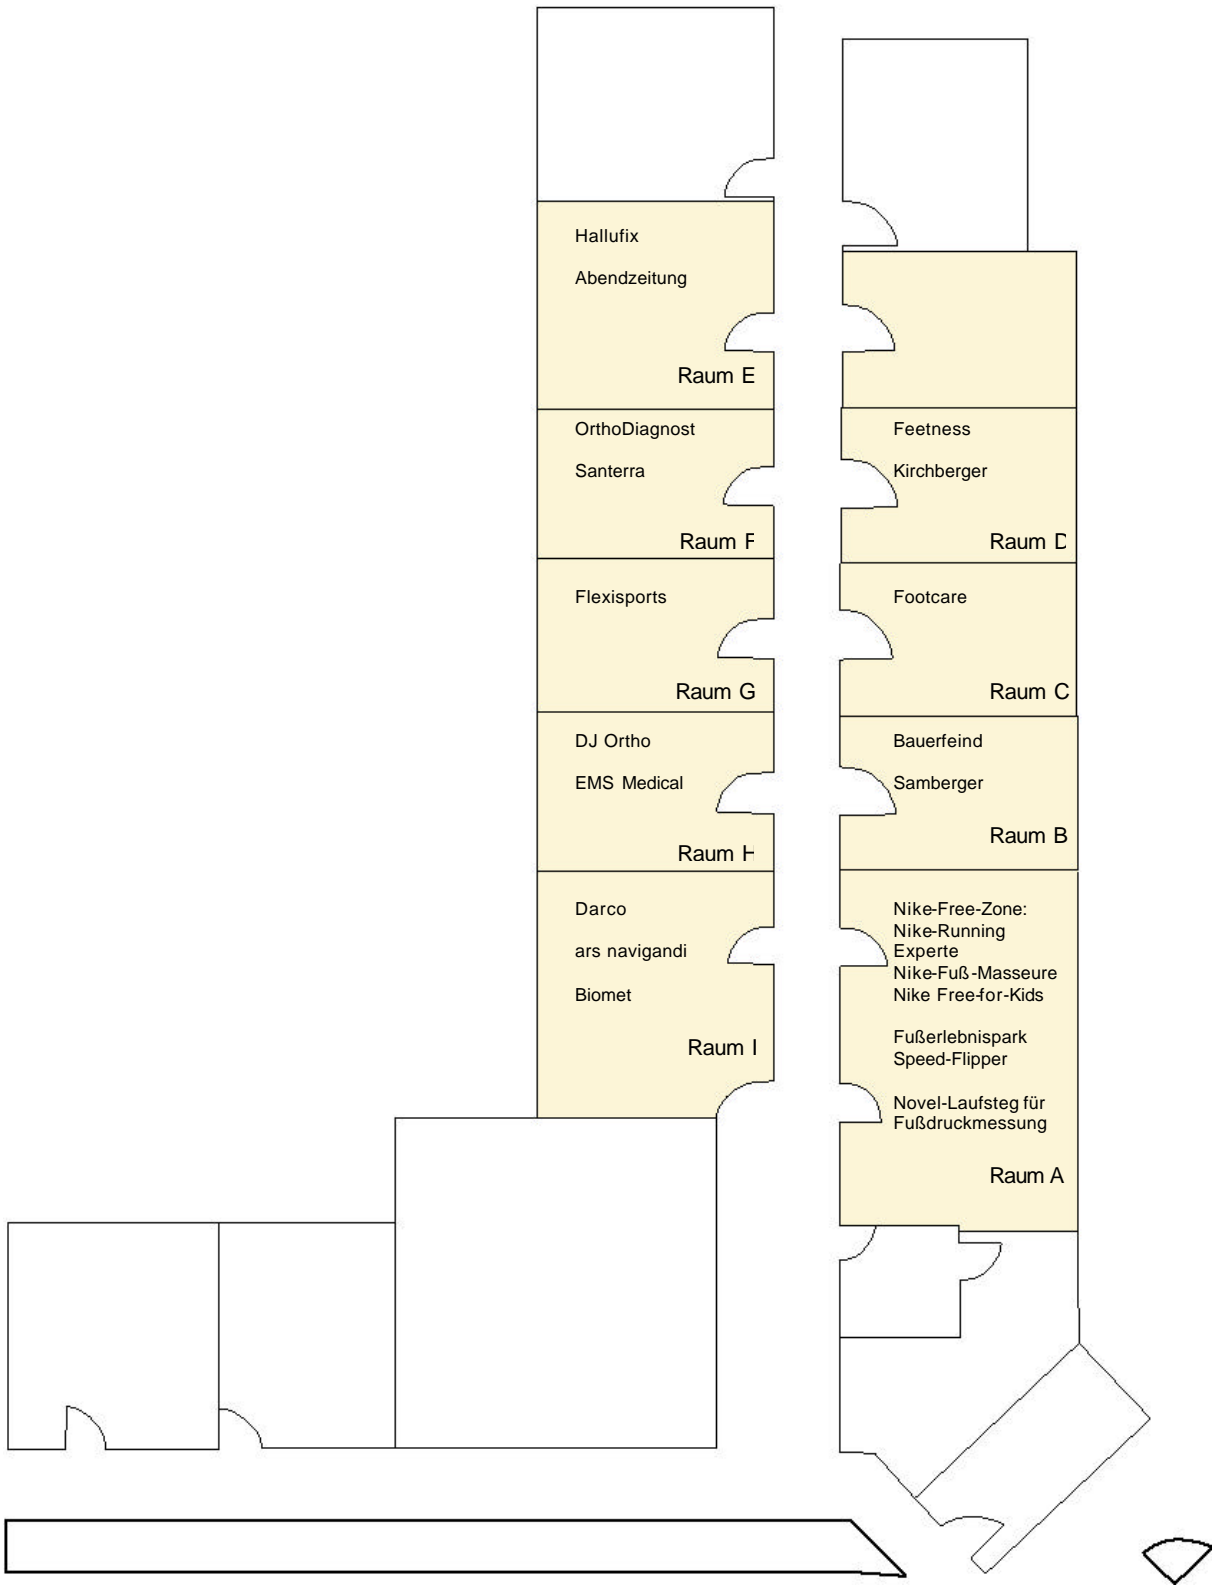 Hallufix
Abendzeitung
Raum E
OrthoDiagnost
Santerra
Raum F
Flexisports
Raum G
DJ Ortho
EMS Medical
Raum H
Darco
ars navigandi
Biomet
Raum I
Feetness
Kirchberger
Raum D
Footcare
Raum C
Bauerfeind
Samberger
Raum B
Nike-Free-Zone:
Nike-Running
Experte
Nike-Fuß-Masseure
Nike Free-for-Kids
Fußerlebnispark
Speed-Flipper
Novel-Laufsteg für
Fußdruckmessung
Raum A